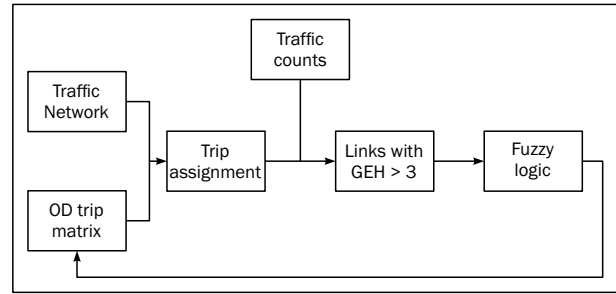 Traffic
counts
Traffic
Network
Trip
assignment
Links with
GEH > 3
Fuzzy
logic
OD trip
matrix